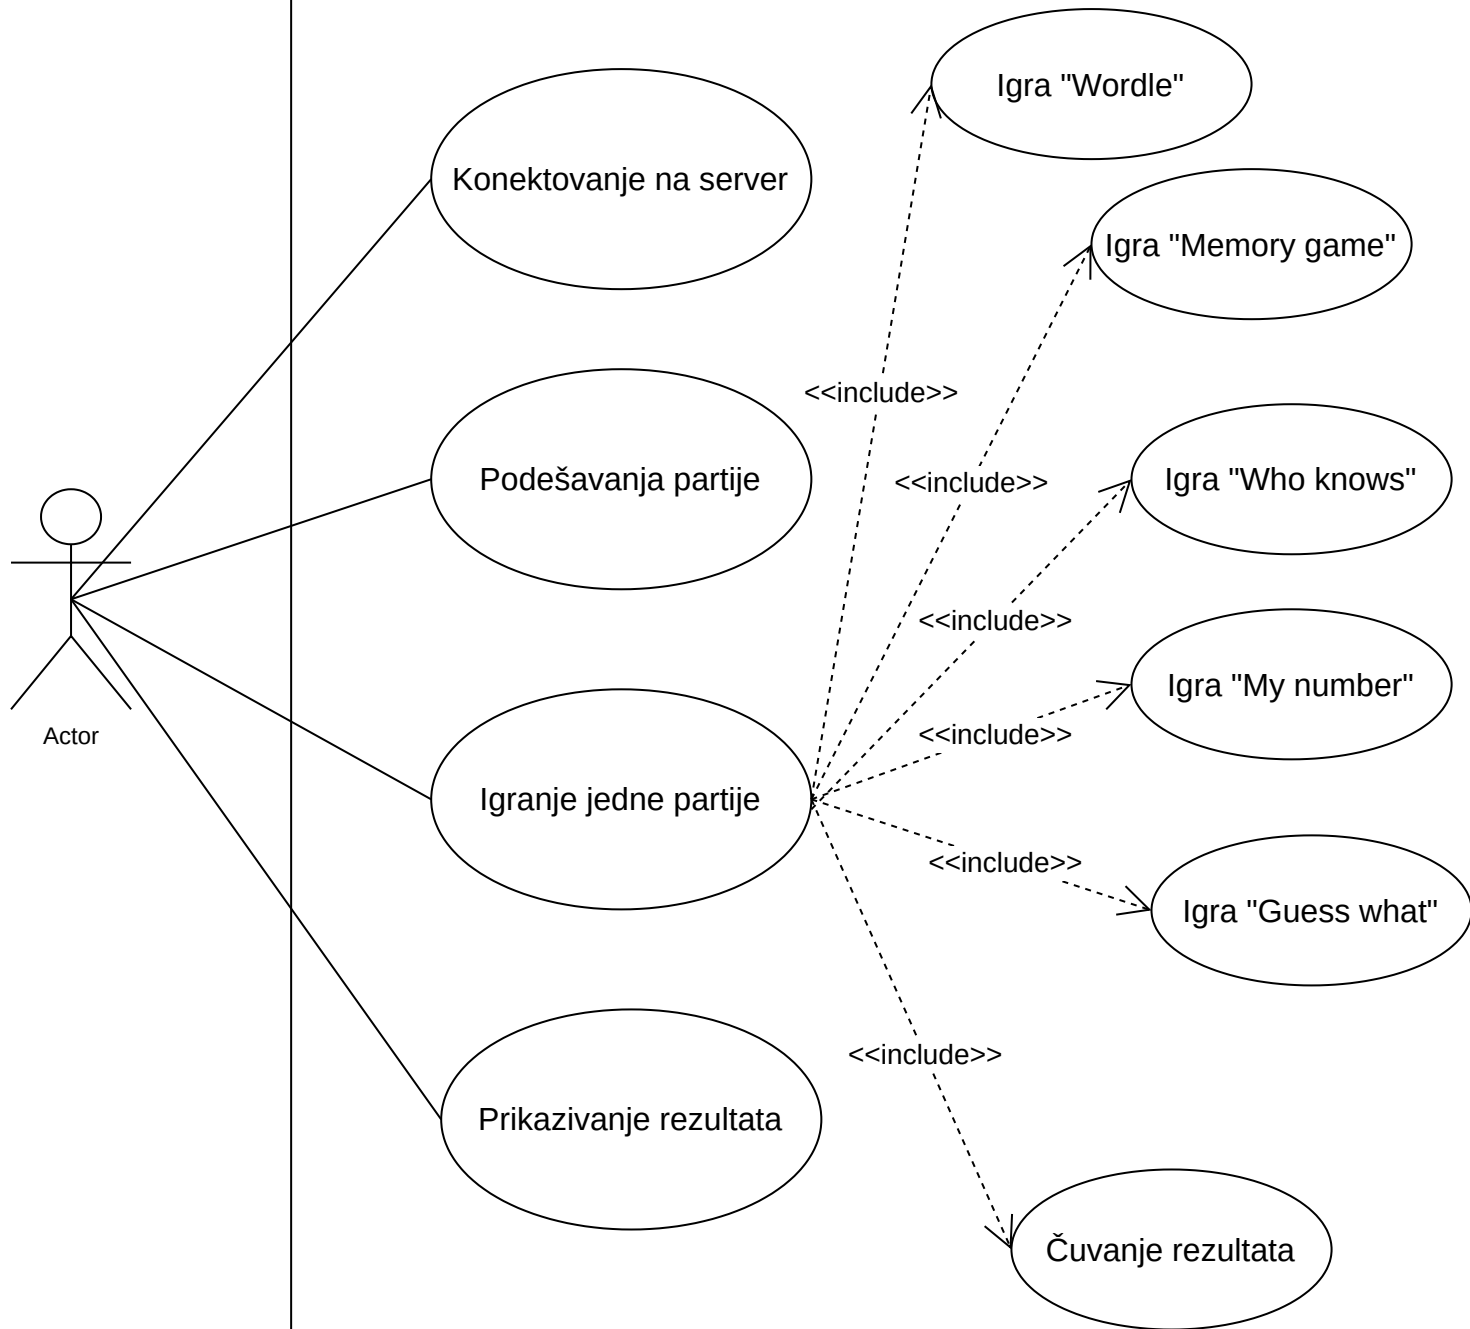 Igra "Wordle"
Konektovanje na server
Igra "Memory game"
<<include>>
Podešavanja partije
<<include>>
Igra "Who knows"
<<include>>
Igra "My number"
Actor
<<include>>
Igranje jedne partije
<<include>>
Igra "Guess what"
<<include>>
Prikazivanje rezultata
Čuvanje rezultata